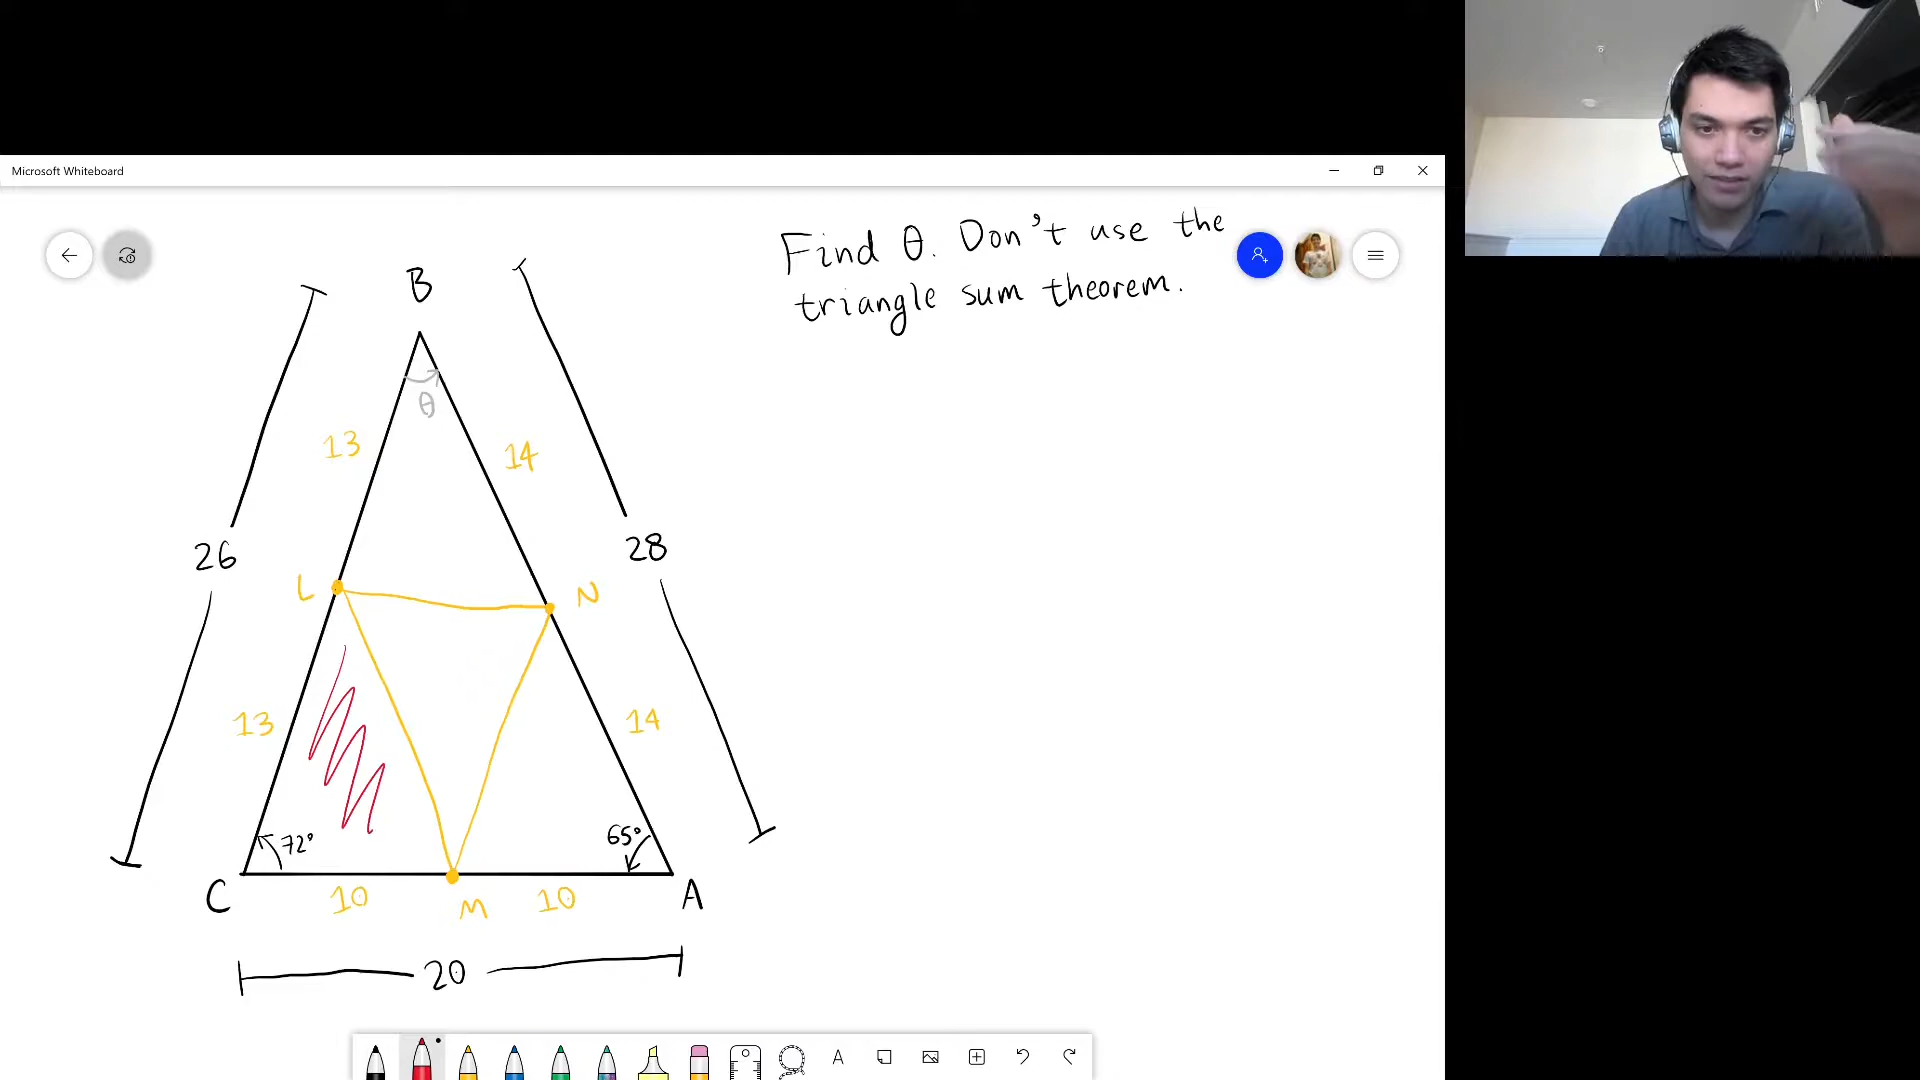 Microsoft Whiteboard
Find θ. Don't use the
triangle sum theorem.
B
θ
13
14
26
28
L
N
13
14
72°
65°
C
10
M
10
A
20
A